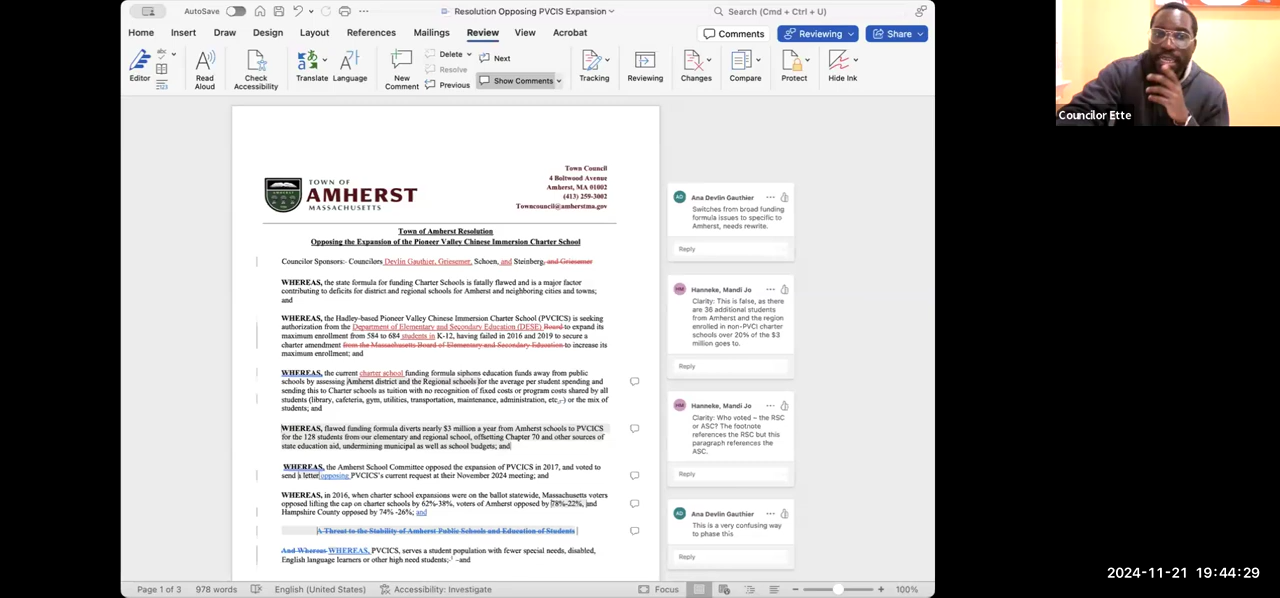 AutoSave
Resolution Opposing PVCIS Expansion
Search (Cmd + Ctrl + U)
Home Insert Draw Design Layout References Mailings Review View Acrobat
Comments Reviewing Share
Editor
Read Aloud
Check Accessibility
Translate Language
New Comment
Delete
Resolve
Previous
Next
Show Comments
Tracking
Reviewing
Changes
Compare
Protect
Hide Ink
TOWN OF
AMHERST
MASSACHUSETTS
Town Council
4 Boltwood Avenue
Amherst, MA 01002
(413) 259-3002
Towncouncil@amherstma.gov
Town of Amherst Resolution
Opposing the Expansion of the Pioneer Valley Chinese Immersion Charter School
Councilor Sponsors:- Councilors Devlin Gauthier, Griesemer, Schoen, and Steinberg, and Griesemer
WHEREAS, the state formula for funding Charter Schools is fatally flawed and is a major factor
contributing to deficits for district and regional schools for Amherst and neighboring cities and towns;
and
WHEREAS, the Hadley-based Pioneer Valley Chinese Immersion Charter School (PVCICS) is seeking
authorization from the Department of Elementary and Secondary Education (DESE) Board to expand its
maximum enrollment from 584 to 684 students in K-12, having failed in 2016 and 2019 to secure a
charter amendment from the Massachusetts Board of Elementary and Secondary Education to increase its
maximum enrollment; and
WHEREAS, the current charter school funding formula siphons education funds away from public
schools by assessing Amherst district and the Regional schools for the average per student spending and
sending this to Charter schools as tuition with no recognition of fixed costs or program costs shared by all
students (library, cafeteria, gym, utilities, transportation, maintenance, administration, etc.,) or the mix of
students; and
WHEREAS, flawed funding formula diverts nearly $3 million a year from Amherst schools to PVCICS
for the 128 students from our elementary and regional school, offsetting Chapter 70 and other sources of
state education aid, undermining municipal as well as school budgets; and
WHEREAS, the Amherst School Committee opposed the expansion of PVCICS in 2017, and voted to
send a letter opposing PVCICS's current request at their November 2024 meeting; and
WHEREAS, in 2016, when charter school expansions were on the ballot statewide, Massachusetts voters
opposed lifting the cap on charter schools by 62%-38%, voters of Amherst opposed by 78%-22%, and
Hampshire County opposed by 74% -26%; and
A Threat to the Stability of Amherst Public Schools and Education of Students
And Whereas WHEREAS, PVCICS, serves a student population with fewer special needs, disabled,
English language learners or other high need students; 1 –and
AD Ana Devlin Gauthier
Switches from broad funding
formula issues to specific to
Amherst, needs rewrite.
Reply
HM Hanneke, Mandi Jo
Clarity: This is false, as there
are 36 additional students
from Amherst and the region
enrolled in non-PVCI charter
schools over 20% of the $3
million goes to.
Reply
HM Hanneke, Mandi Jo
Clarity: Who voted – the RSC
or ASC? The footnote
references the RSC but this
paragraph references the
ASC.
Reply
AD Ana Devlin Gauthier
This is a very confusing way
to phase this
Reply
Page 1 of 3 978 words English (United States) Accessibility: Investigate Focus 100%
Councilor Ette
2024-11-21 19:44:29